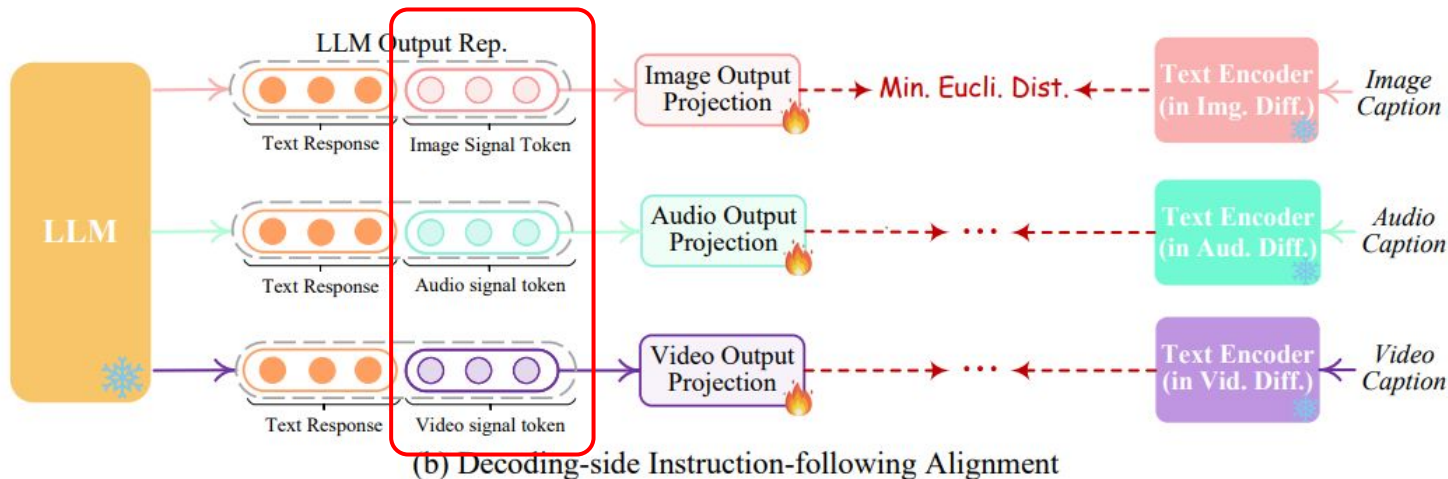 LLM Output Rep.
LLM
Text Response
Image Signal Token
Image Output
Projection
Min. Eucli. Dist.
Text Encoder
(in Img. Diff.)
Image
Caption
Text Response
Audio signal token
Audio Output
Projection
...
Text Encoder
(in Aud. Diff.)
Audio
Caption
Text Response
Video signal token
Video Output
Projection
...
Text Encoder
(in Vid. Diff.)
Video
Caption
(b) Decoding-side Instruction-following Alignment